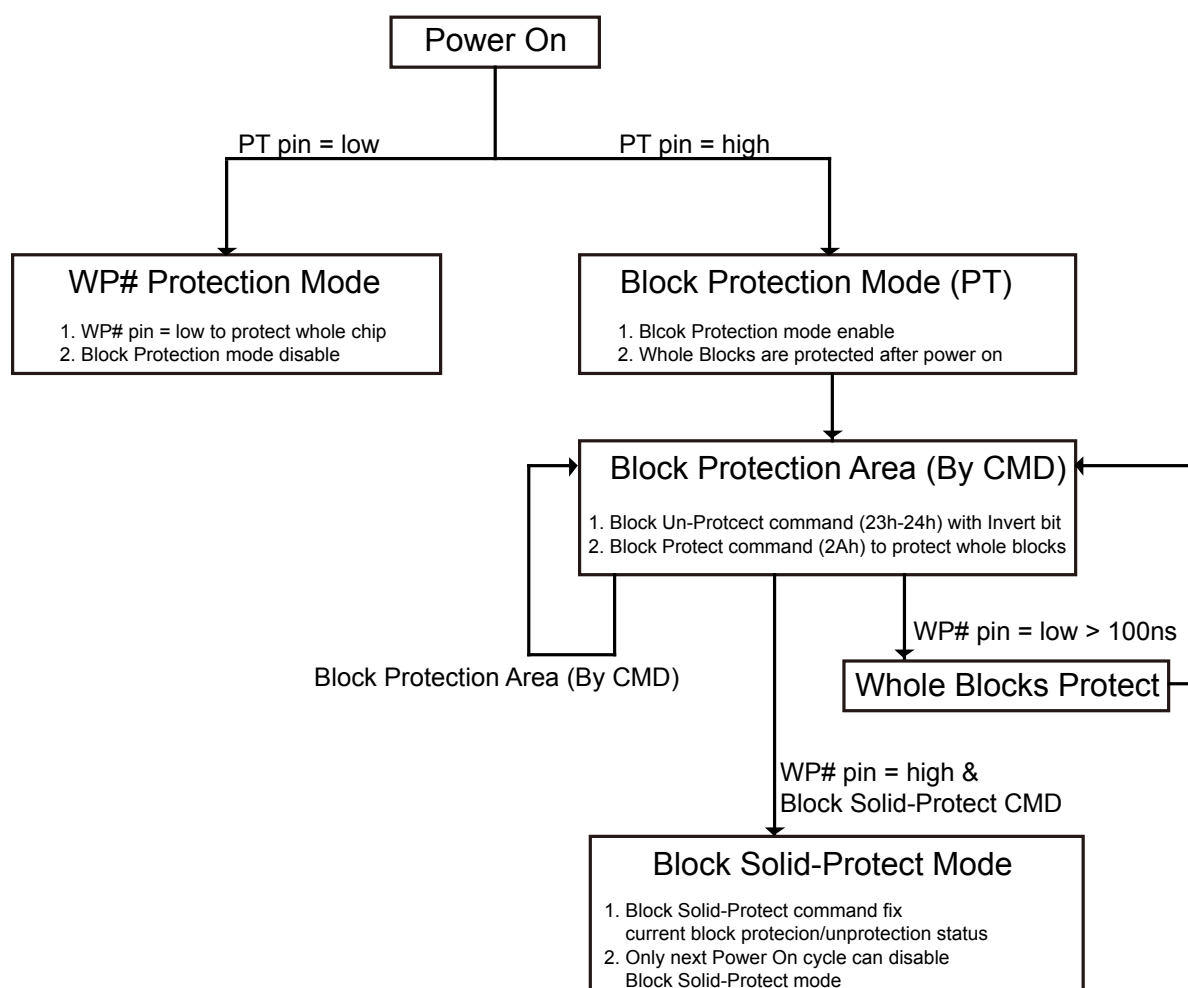 Power On
PT pin = low
PT pin = high
WP# Protection Mode
1. WP# pin = low to protect whole chip
2. Block Protection mode disable
Block Protection Mode (PT)
1. Blcok Protection mode enable
2. Whole Blocks are protected after power on
Block Protection Area (By CMD)
1. Block Un-Protcect command (23h-24h) with Invert bit
2. Block Protect command (2Ah) to protect whole blocks
WP# pin = low > 100ns
Block Protection Area (By CMD)
Whole Blocks Protect
WP# pin = high &
Block Solid-Protect CMD
Block Solid-Protect Mode
1. Block Solid-Protect command fix
current block protecion/unprotection status
2. Only next Power On cycle can disable
Block Solid-Protect mode